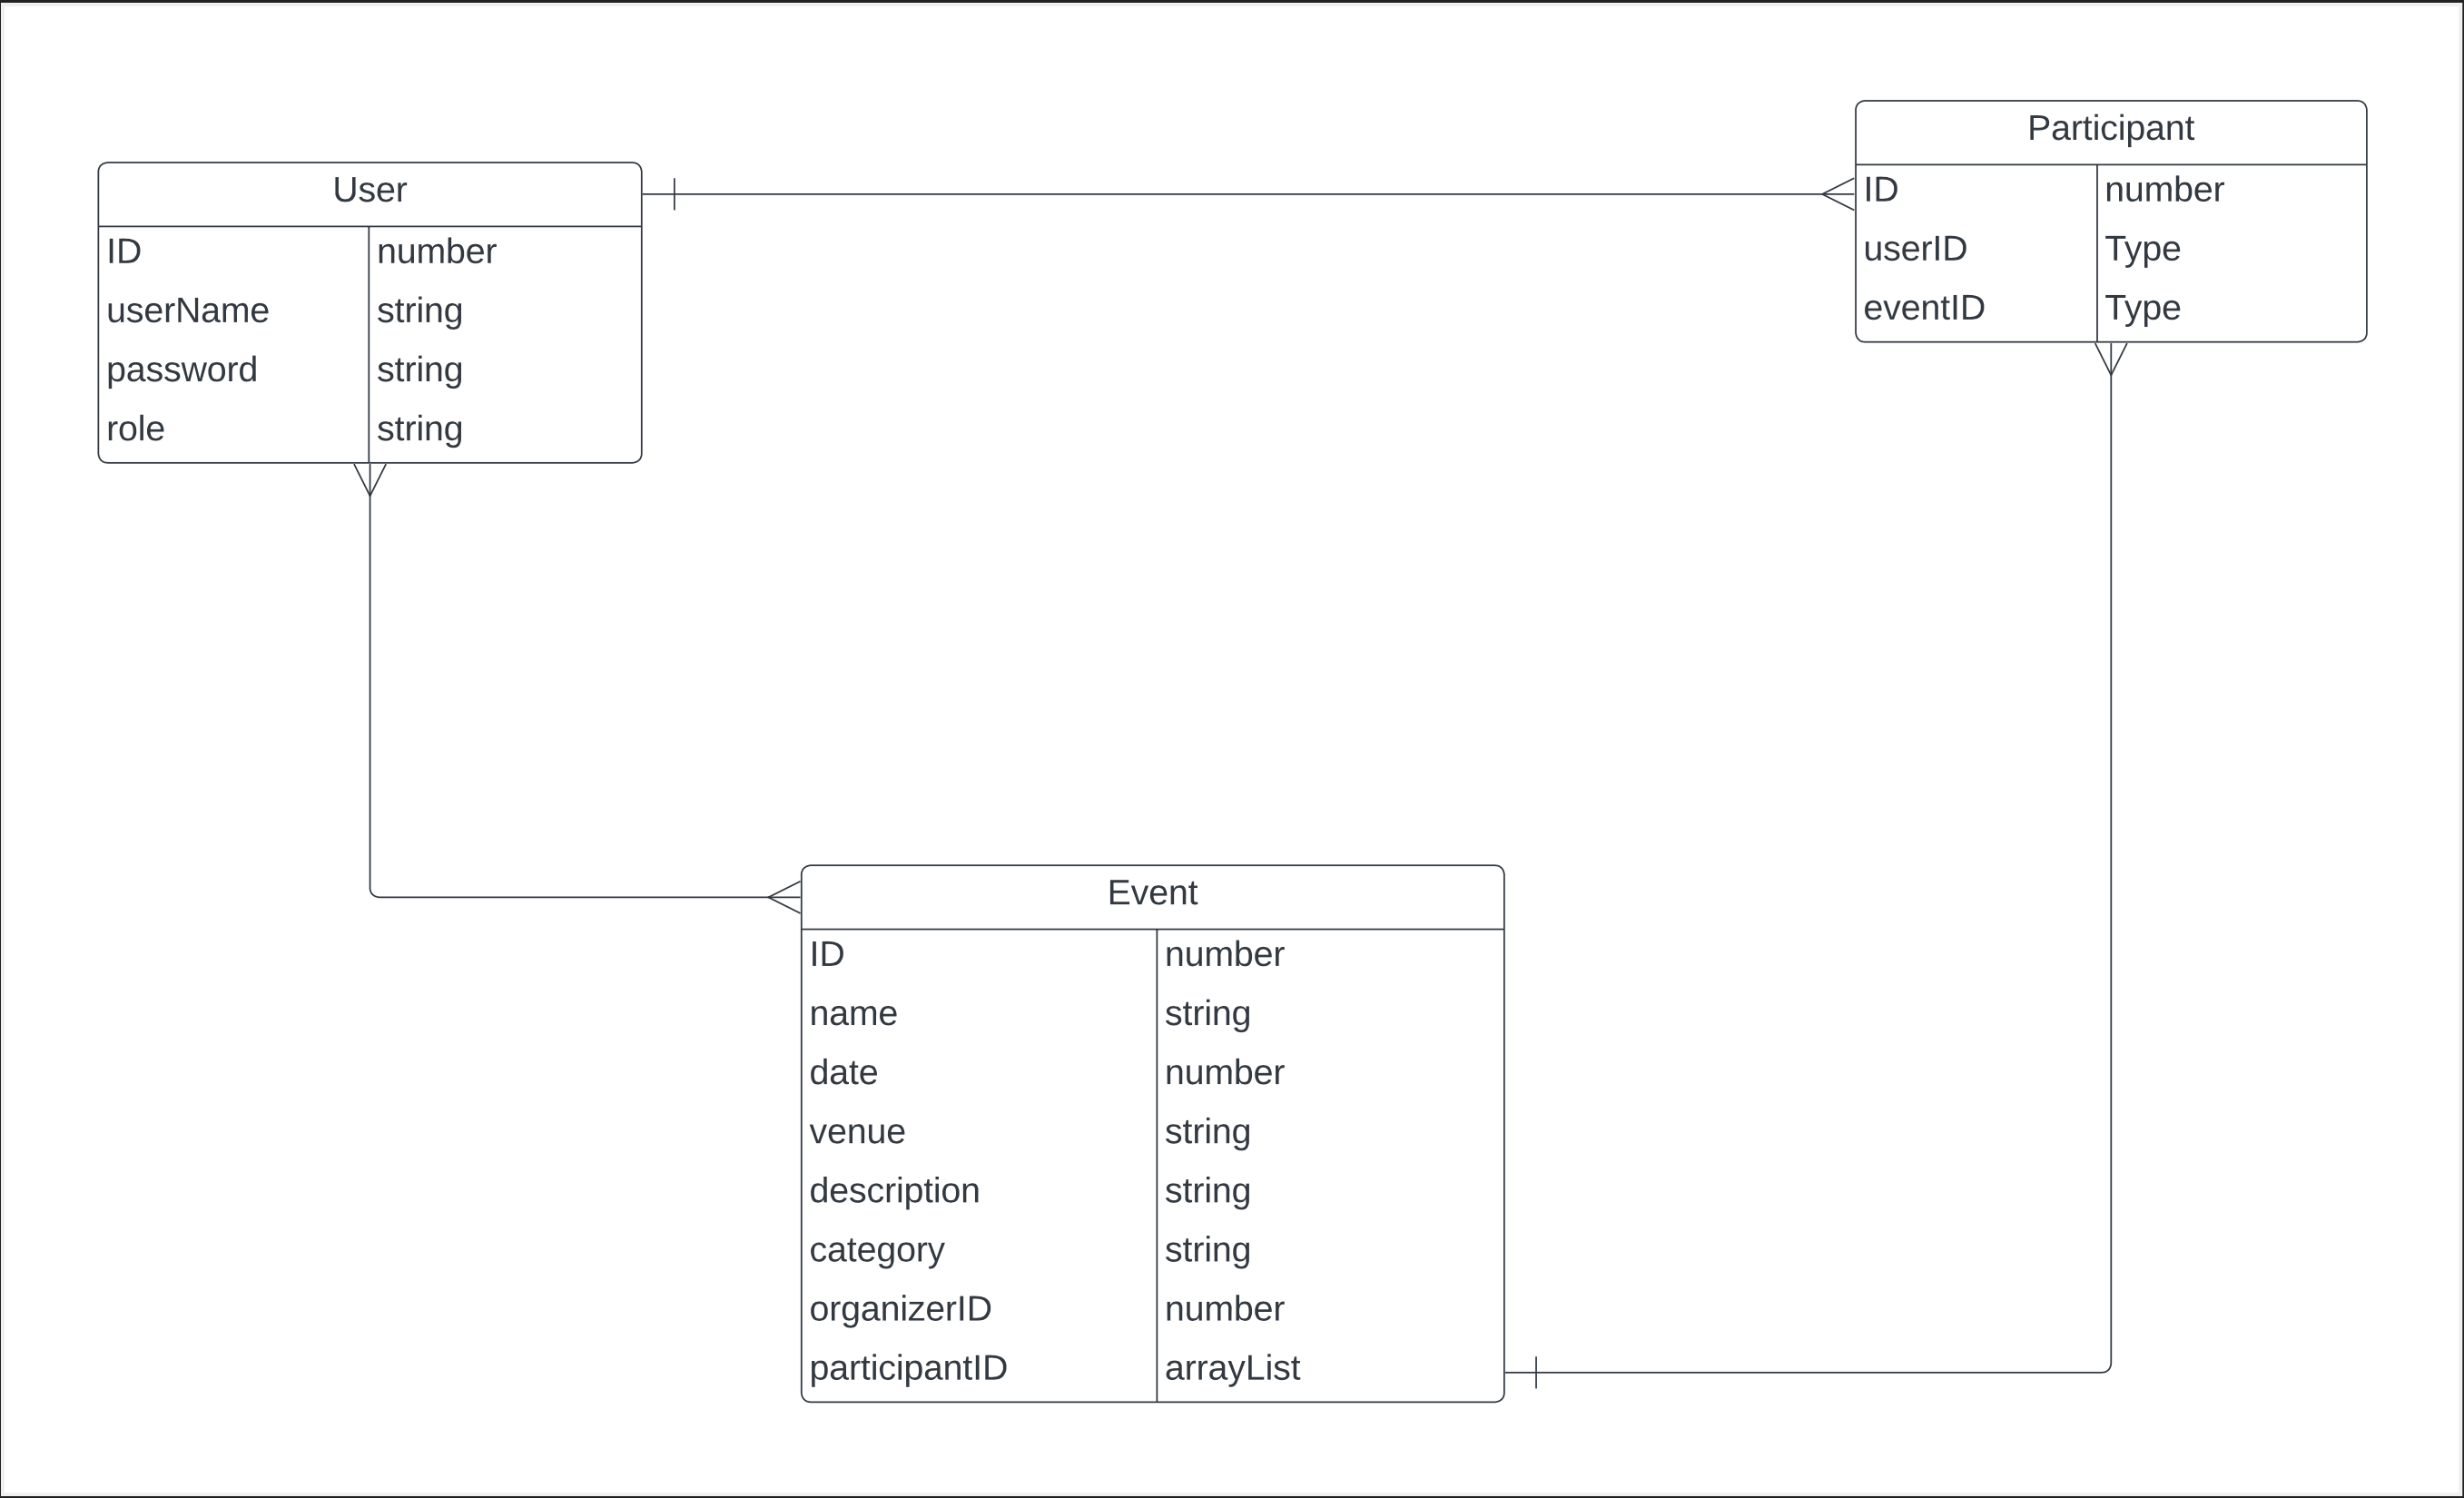 User
ID number
userName string
password string
role string
Participant
ID number
userID Type
eventID Type
Event
ID number
name string
date number
venue string
description string
category string
organizerID number
participantID arrayList